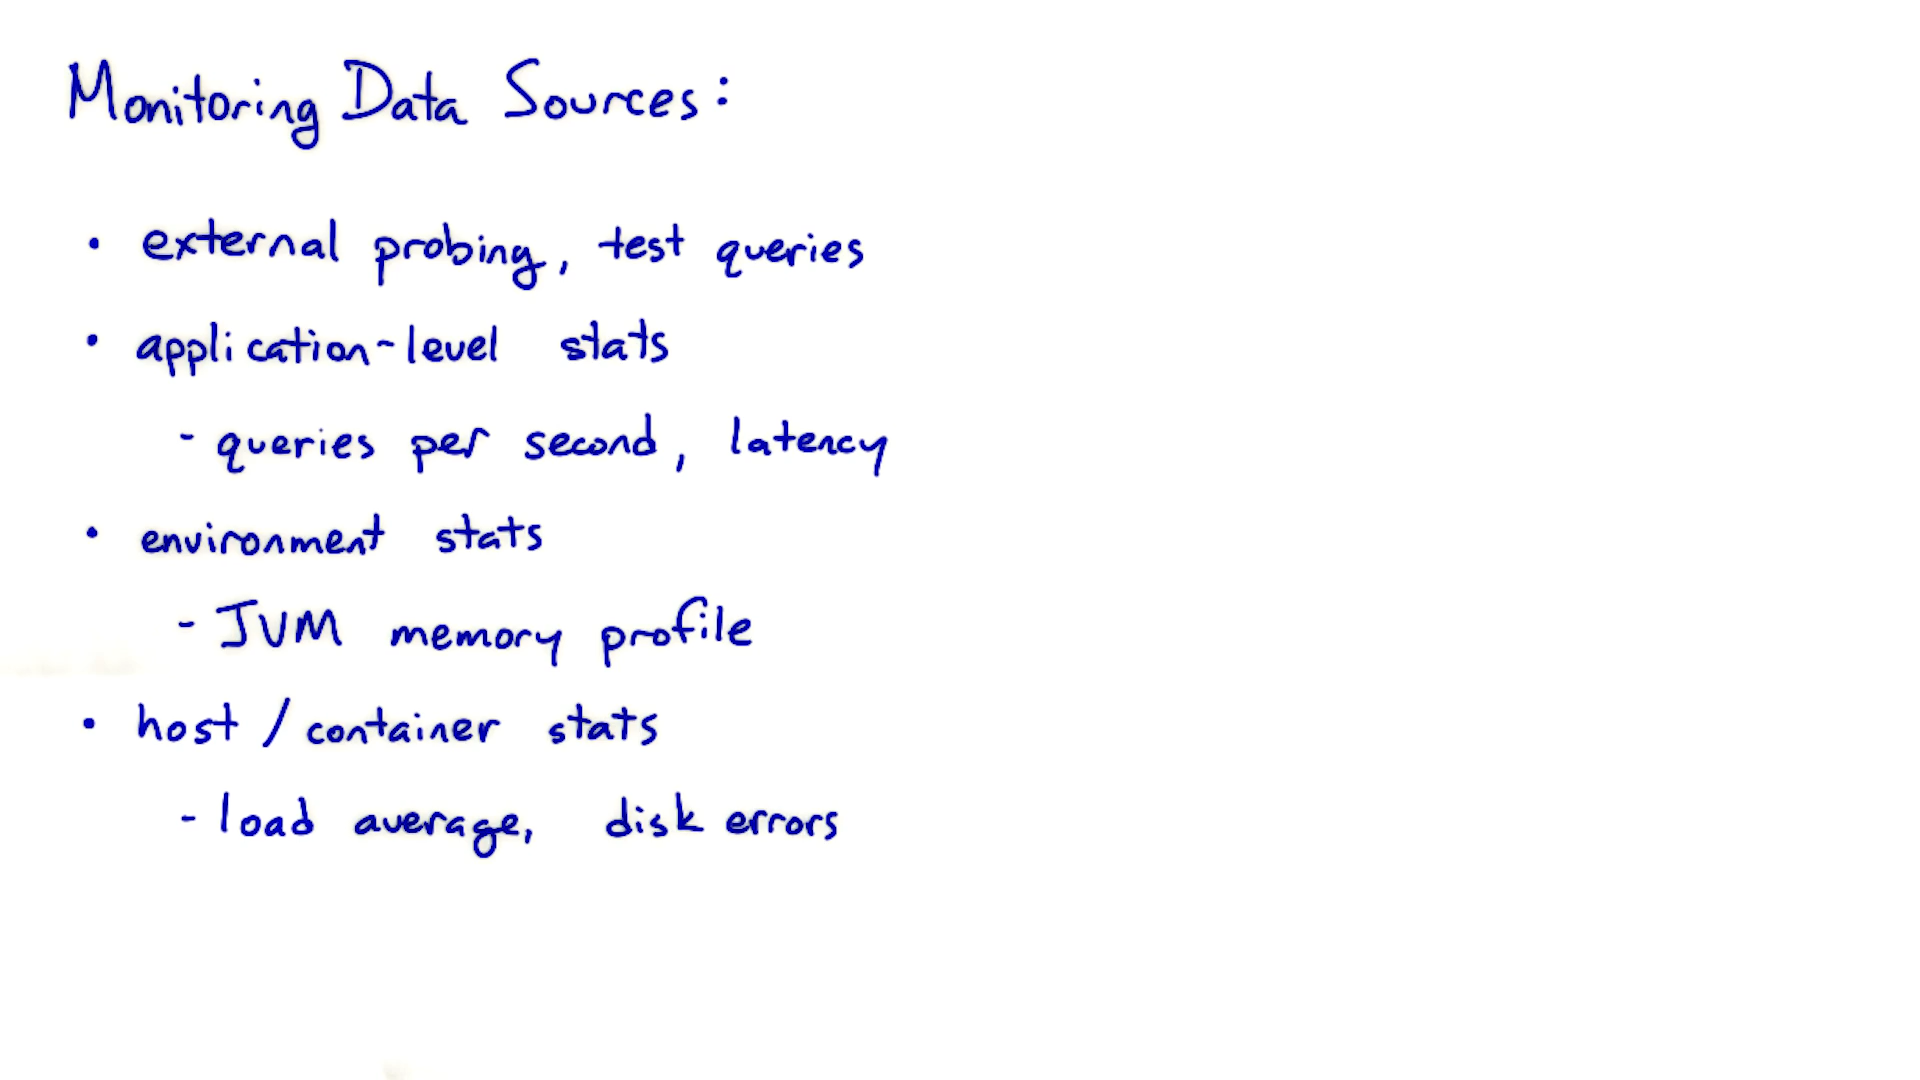 Monitoring Data Sources:
• external probing, test queries
• application-level stats
- queries per second, latency
• environment stats
- JVM memory profile
• host / container stats
- load average, disk errors